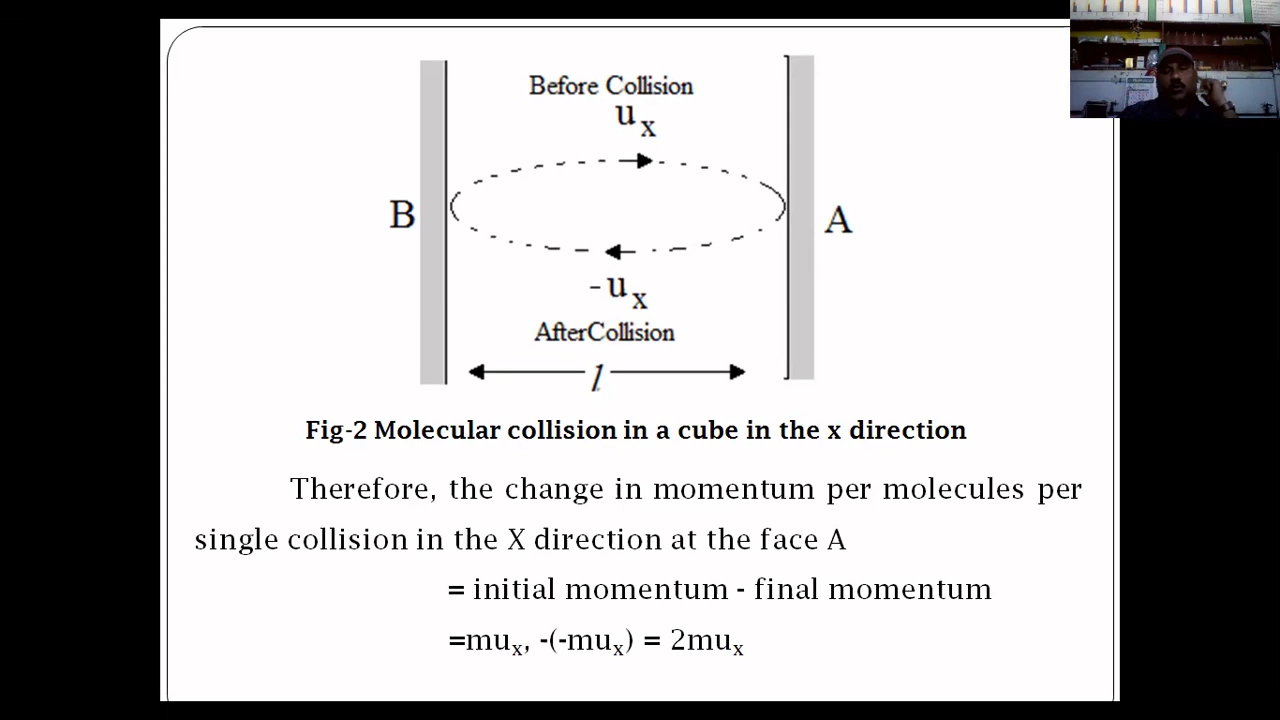 Before Collision
uₓ
B
A
-uₓ
AfterCollision
l
Fig-2 Molecular collision in a cube in the x direction
Therefore, the change in momentum per molecules per
single collision in the X direction at the face A
= initial momentum - final momentum
=muₓ, -(-muₓ) = 2muₓ